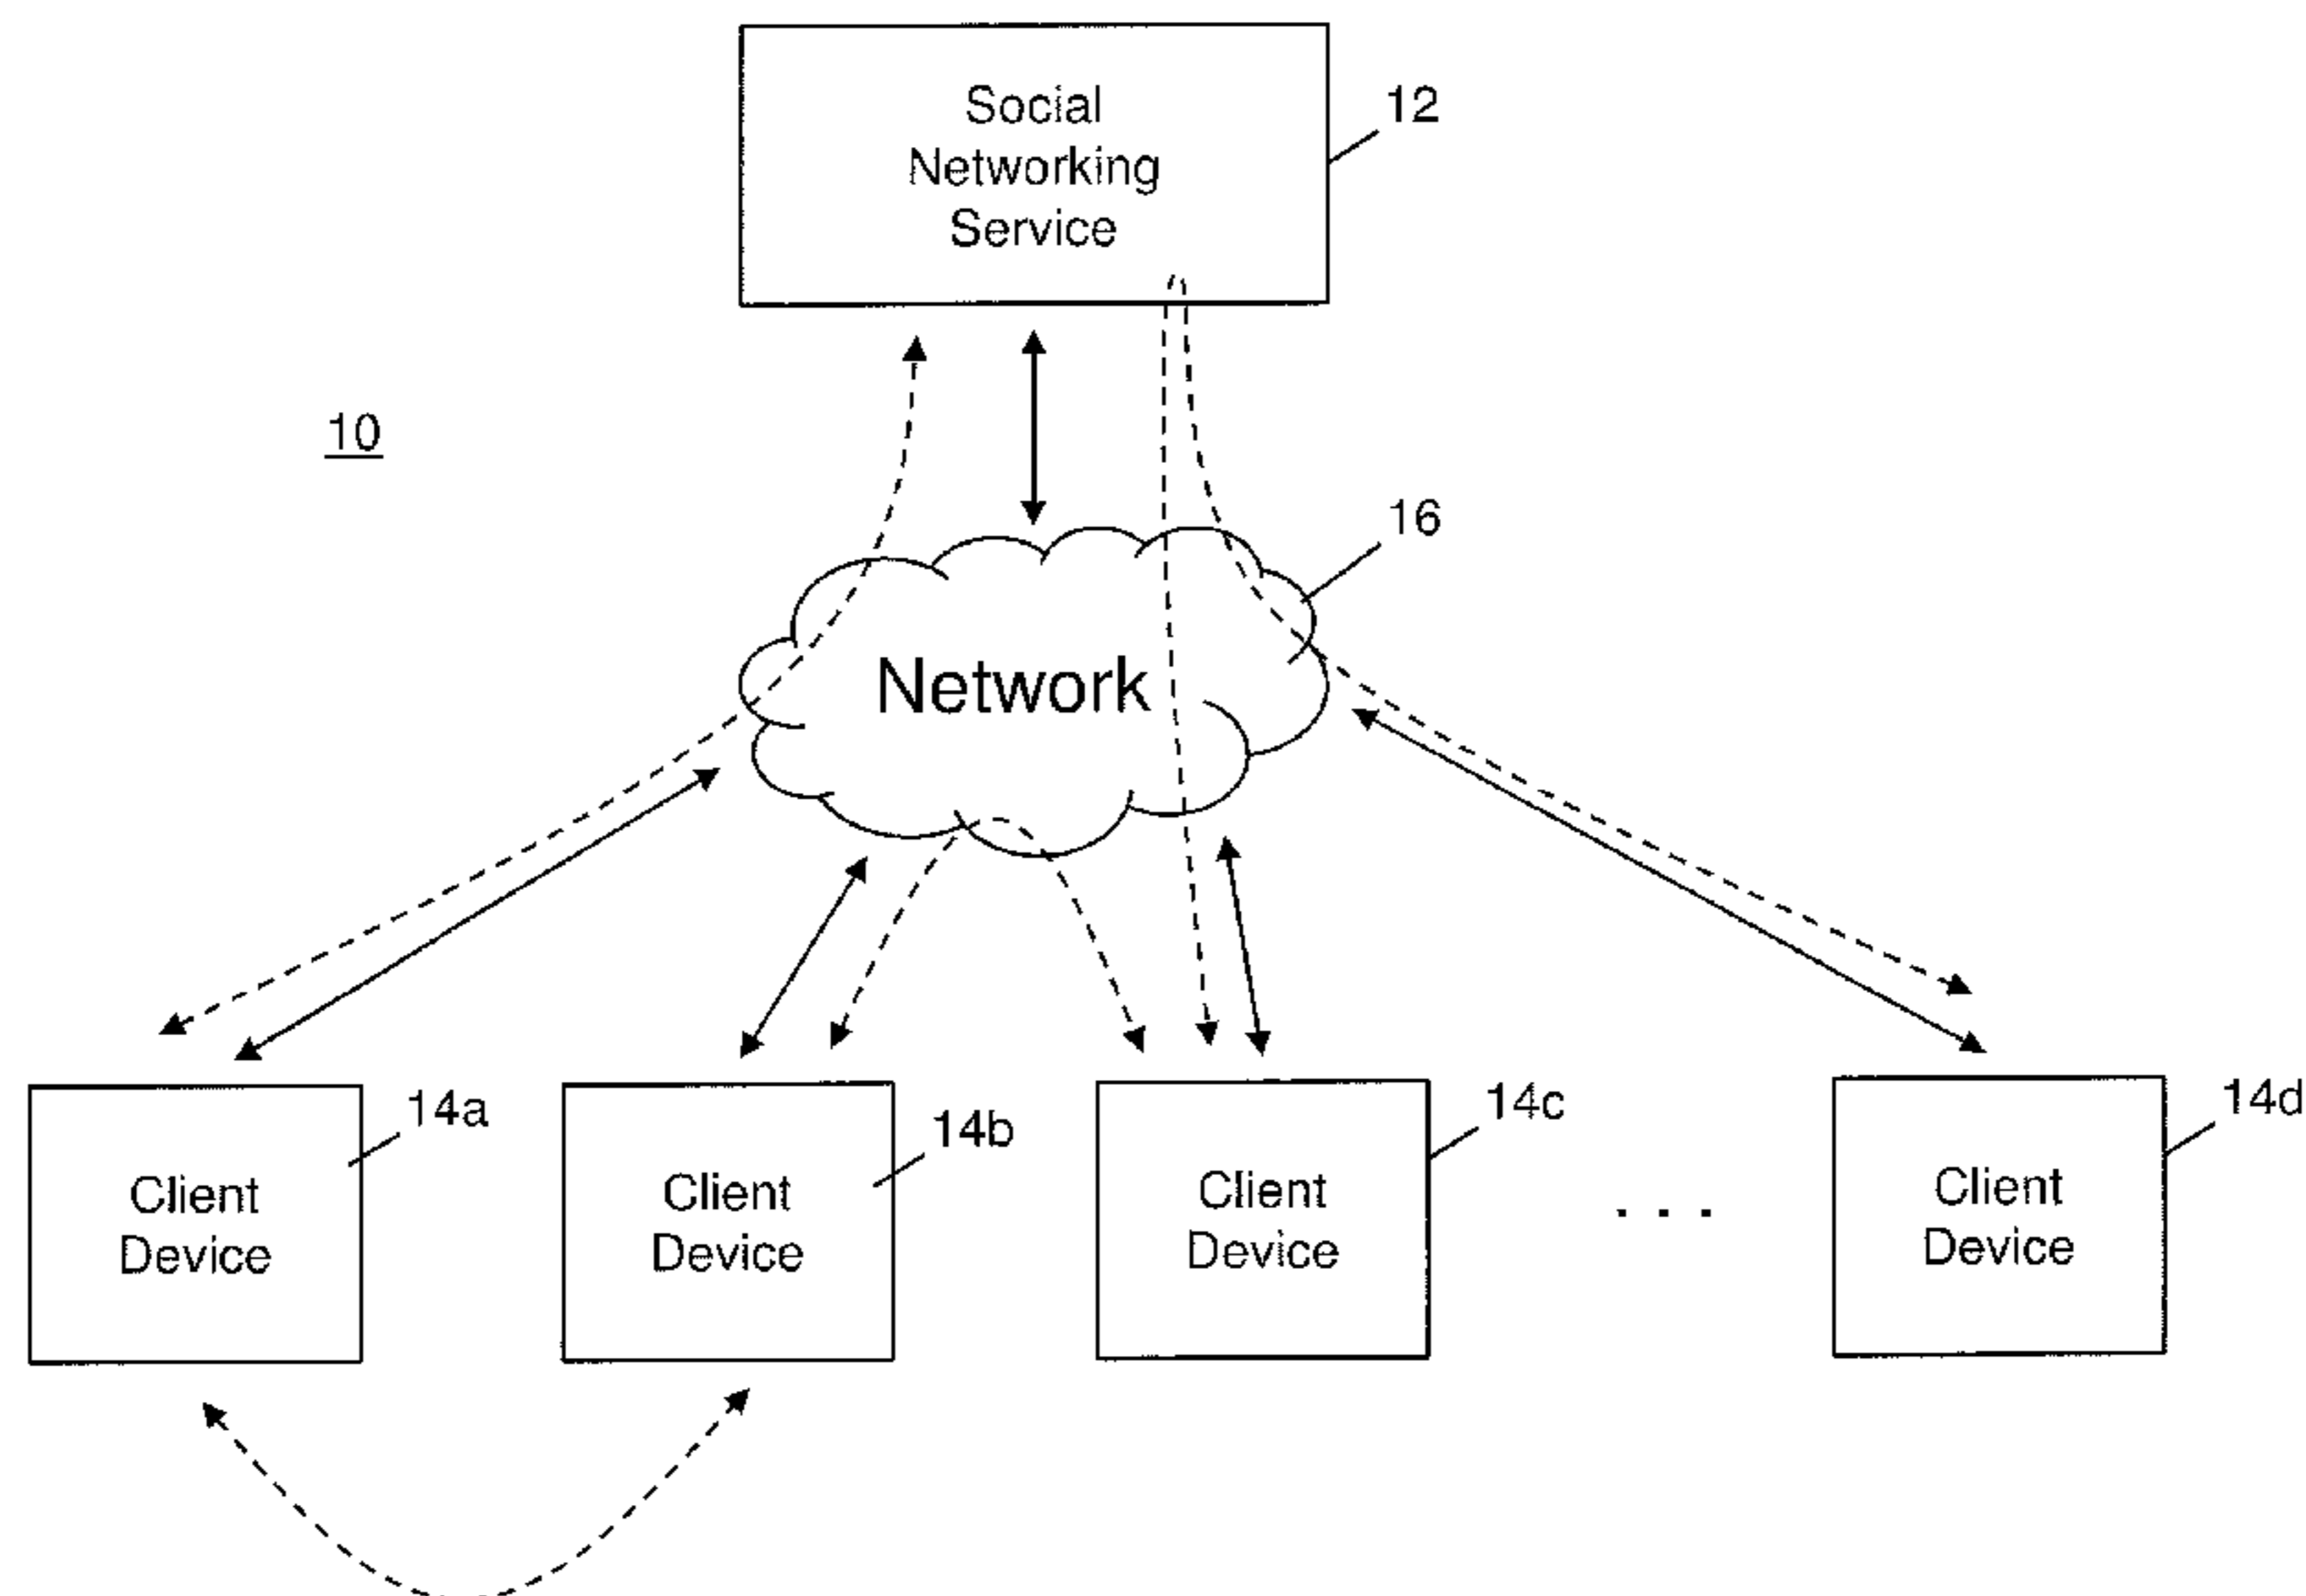 Social
Networking
Service
12
10
16
Network
14a
14b
14c
14d
Client
Device
Client
Device
Client
Device
. . .
Client
Device